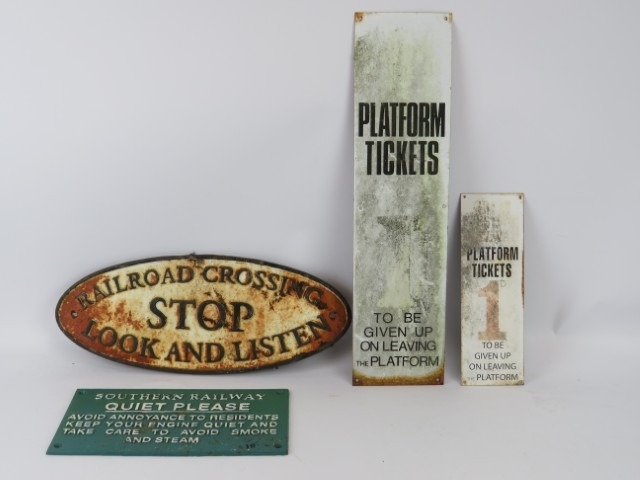 PLATFORM
TICKETS
1
TO BE
GIVEN UP
ON LEAVING
THE PLATFORM
PLATFORM
TICKETS
1
TO BE
GIVEN UP
ON LEAVING
THE PLATFORM
· RAILROAD CROSSING ·
STOP
LOOK AND LISTEN
SOUTHERN RAILWAY
QUIET PLEASE
AVOID ANNOYANCE TO RESIDENTS
KEEP YOUR ENGINE QUIET AND
TAKE CARE TO AVOID SMOKE
AND STEAM